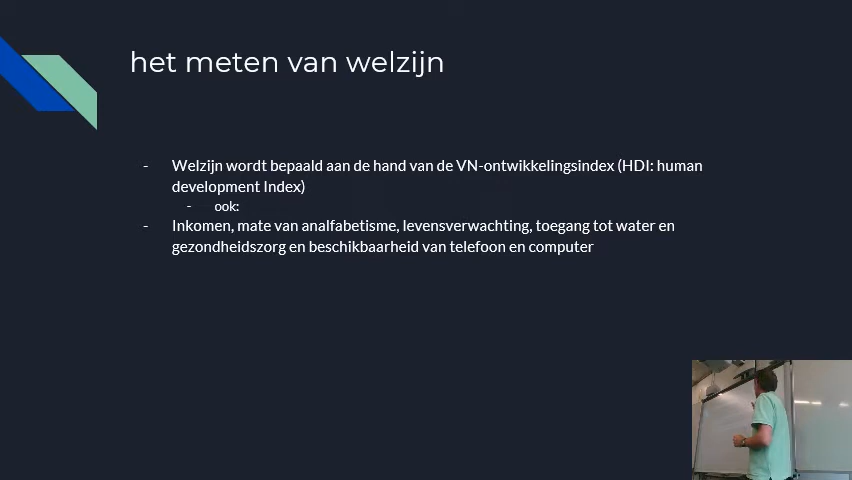 het meten van welzijn
- Welzijn wordt bepaald aan de hand van de VN-ontwikkelingsindex (HDI: human
development Index)
- ook:
- Inkomen, mate van analfabetisme, levensverwachting, toegang tot water en
gezondheidszorg en beschikbaarheid van telefoon en computer